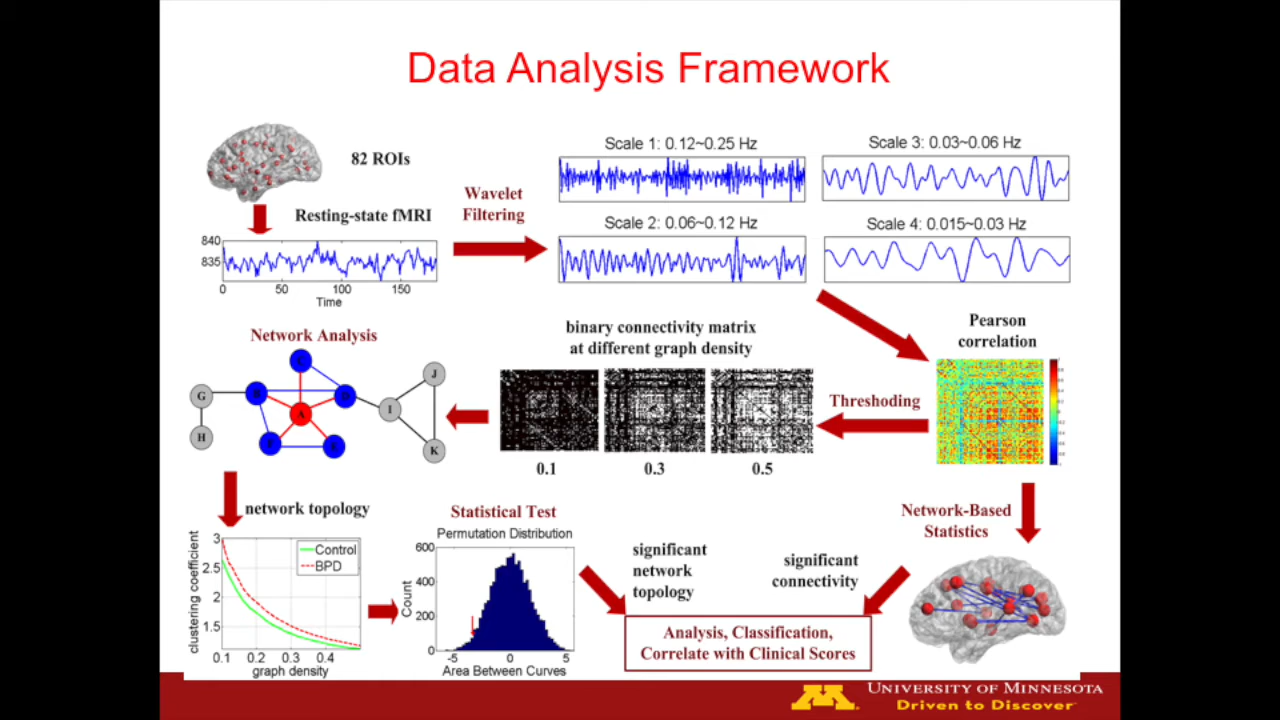 Data Analysis Framework
82 ROIs
Resting-state fMRI
840
835
0 50 100 150
Time
Wavelet
Filtering
Scale 1: 0.12~0.25 Hz
Scale 3: 0.03~0.06 Hz
Scale 2: 0.06~0.12 Hz
Scale 4: 0.015~0.03 Hz
Pearson
correlation
Threshoding
binary connectivity matrix
at different graph density
0.1 0.3 0.5
Network Analysis
C
J
G B D
A I
H
K
network topology
clustering coefficient
3
2.5
2
1.5
Control
BPD
0.1 0.2 0.3 0.4
graph density
Statistical Test
Permutation Distribution
Count
600
400
200
0
-5 0 5
Area Between Curves
significant
network
topology
significant
connectivity
Network-Based
Statistics
Analysis, Classification,
Correlate with Clinical Scores
M
UNIVERSITY OF MINNESOTA
Driven to Discover